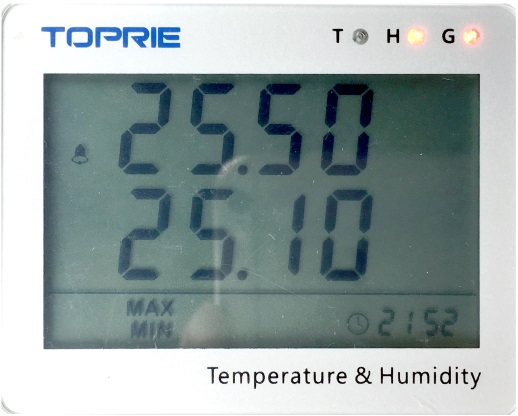 TOPRIE T H G
25.50
25.10
MAX
MIN 21 52
Temperature & Humidity